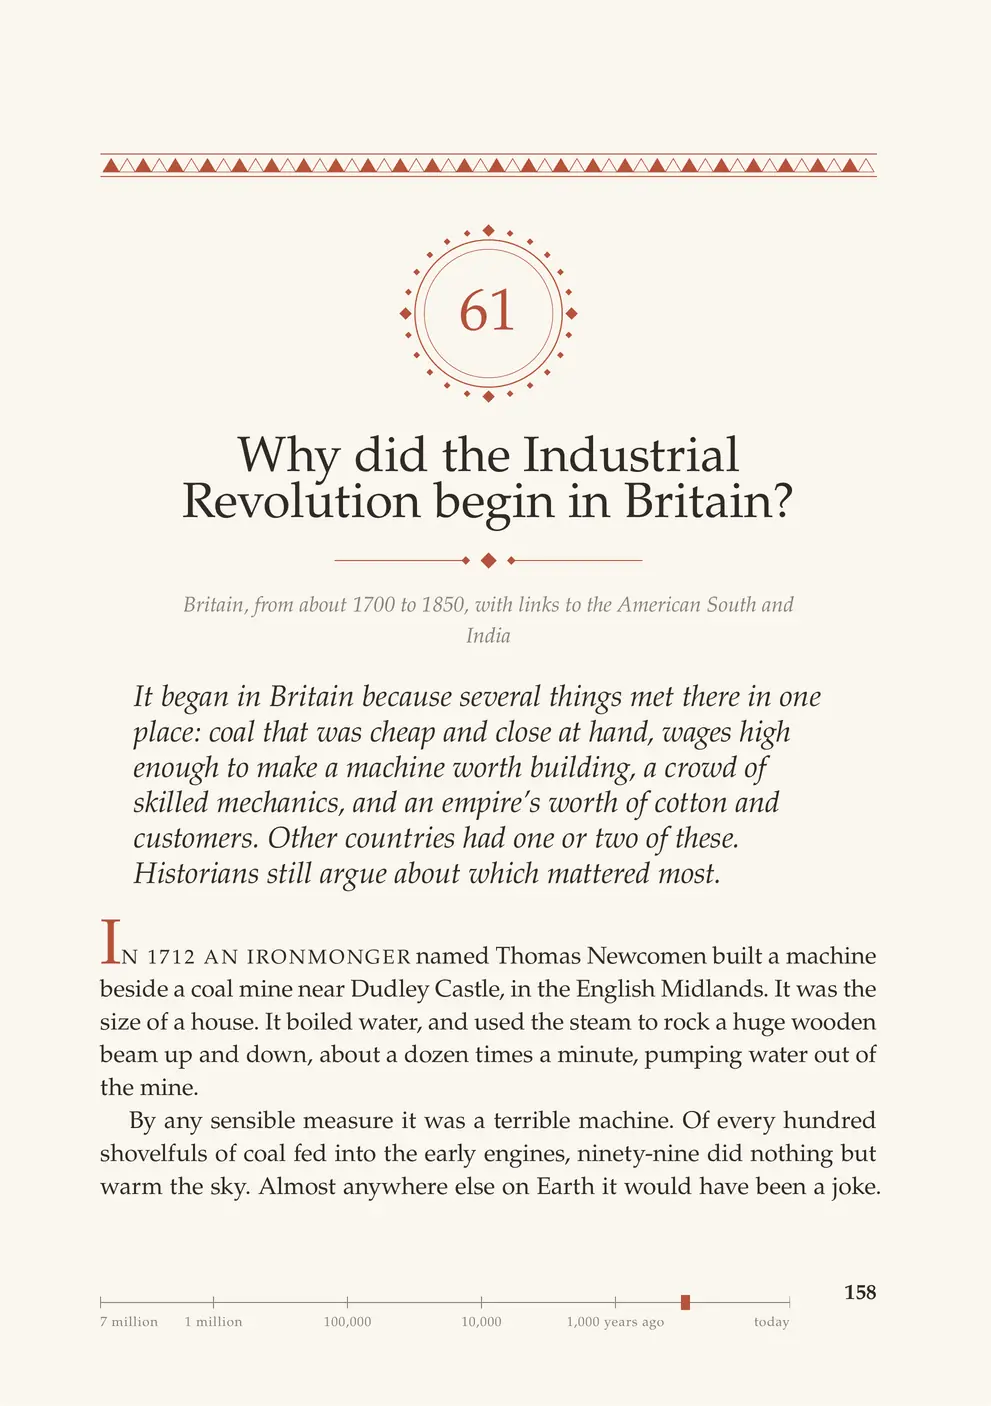 61
Why did the Industrial
Revolution begin in Britain?
Britain, from about 1700 to 1850, with links to the American South and
India
It began in Britain because several things met there in one
place: coal that was cheap and close at hand, wages high
enough to make a machine worth building, a crowd of
skilled mechanics, and an empire’s worth of cotton and
customers. Other countries had one or two of these.
Historians still argue about which mattered most.
IN 1712 AN IRONMONGER named Thomas Newcomen built a machine
beside a coal mine near Dudley Castle, in the English Midlands. It was the
size of a house. It boiled water, and used the steam to rock a huge wooden
beam up and down, about a dozen times a minute, pumping water out of
the mine.
By any sensible measure it was a terrible machine. Of every hundred
shovelfuls of coal fed into the early engines, ninety-nine did nothing but
warm the sky. Almost anywhere else on Earth it would have been a joke.
158
7 million 1 million 100,000 10,000 1,000 years ago today